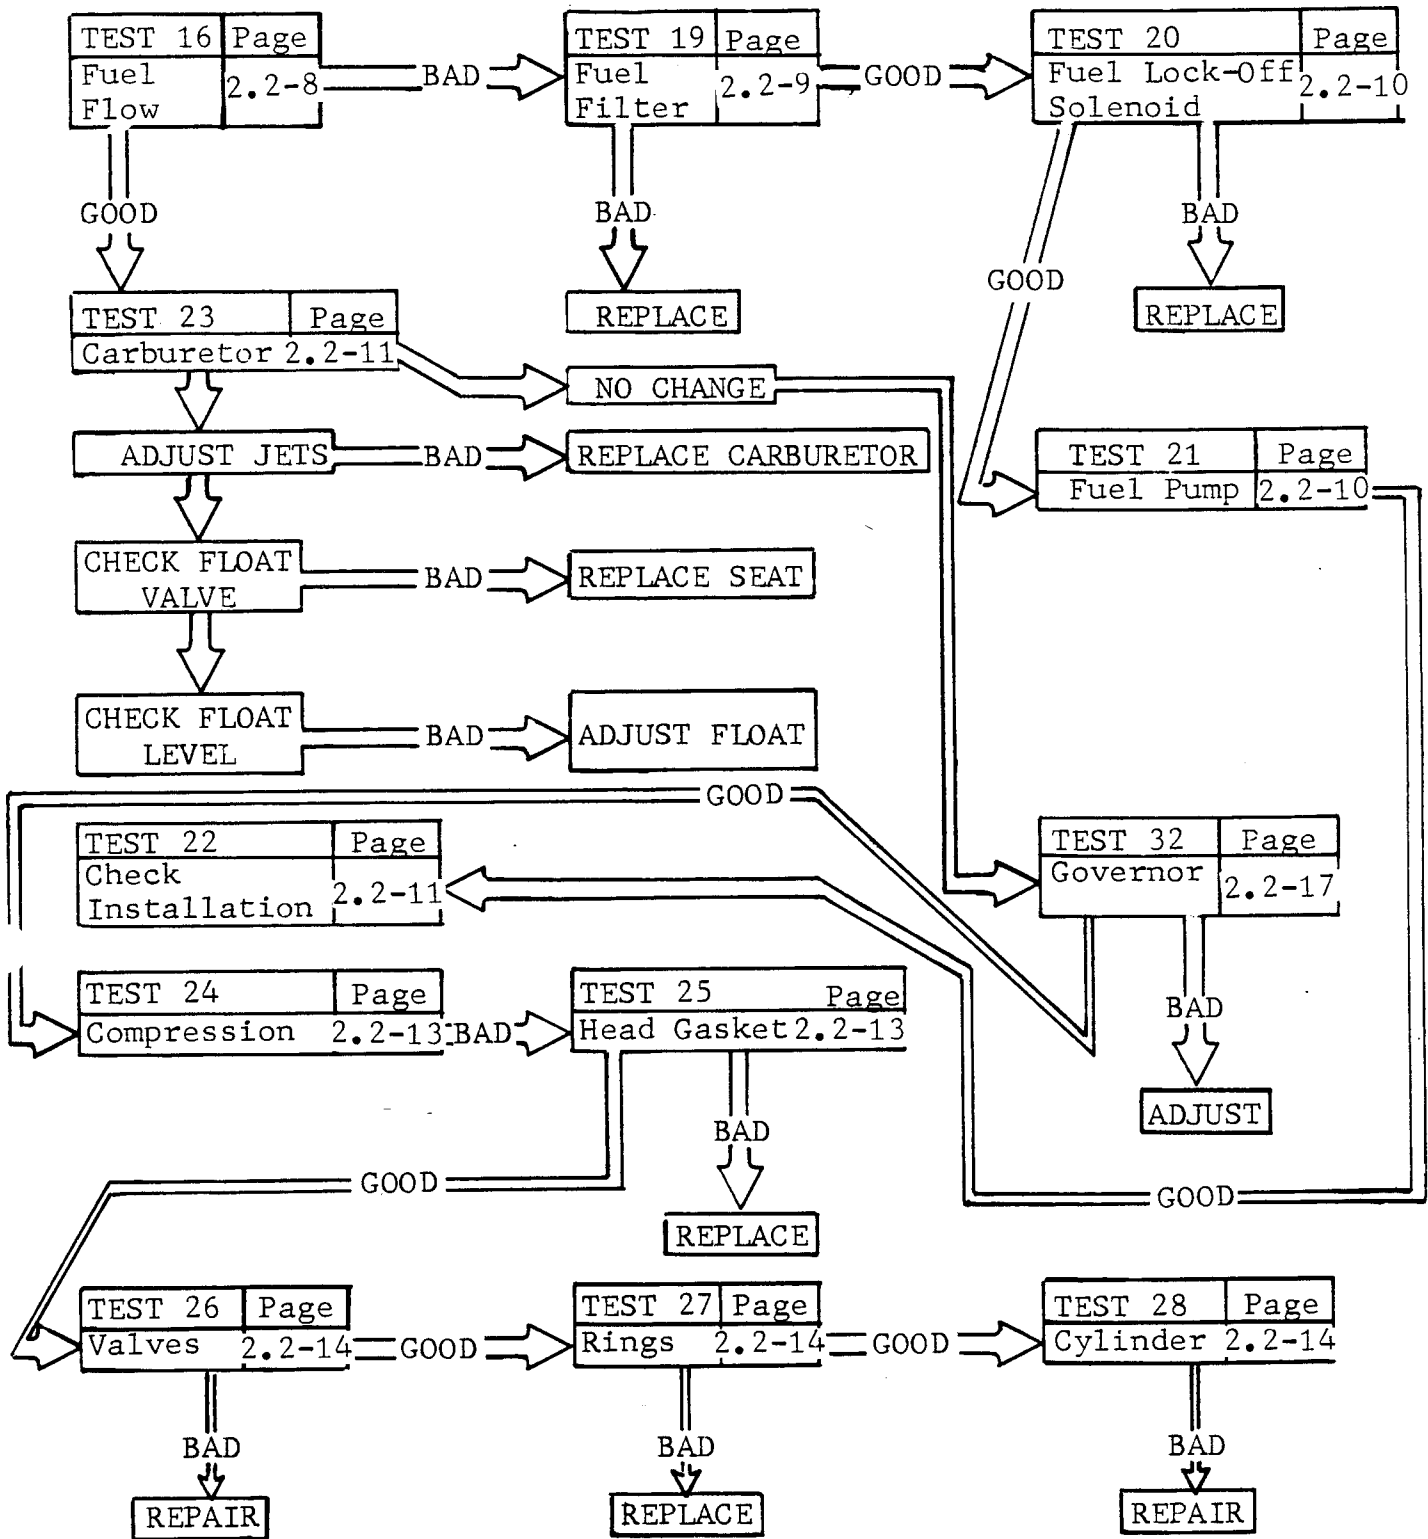 TEST 16 Page
Fuel Flow 2.2-8
BAD
TEST 19 Page
Fuel Filter 2.2-9
GOOD
TEST 20 Page
Fuel Lock-Off Solenoid 2.2-10
GOOD
BAD
GOOD
BAD
REPLACE
REPLACE
TEST 23 Page
Carburetor 2.2-11
NO CHANGE
ADJUST JETS
BAD
REPLACE CARBURETOR
TEST 21 Page
Fuel Pump 2.2-10
CHECK FLOAT
VALVE
BAD
REPLACE SEAT
CHECK FLOAT
LEVEL
BAD
ADJUST FLOAT
GOOD
TEST 22 Page
Check Installation 2.2-11
TEST 32 Page
Governor 2.2-17
TEST 24 Page
Compression 2.2-13
BAD
TEST 25 Page
Head Gasket 2.2-13
BAD
ADJUST
BAD
GOOD
GOOD
REPLACE
TEST 26 Page
Valves 2.2-14
GOOD
TEST 27 Page
Rings 2.2-14
GOOD
TEST 28 Page
Cylinder 2.2-14
BAD
BAD
BAD
REPAIR
REPLACE
REPAIR